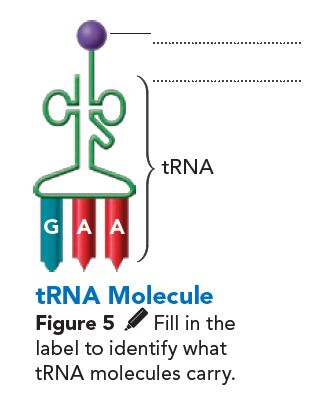 tRNA
G A A
tRNA Molecule
Figure 5 Fill in the
label to identify what
tRNA molecules carry.